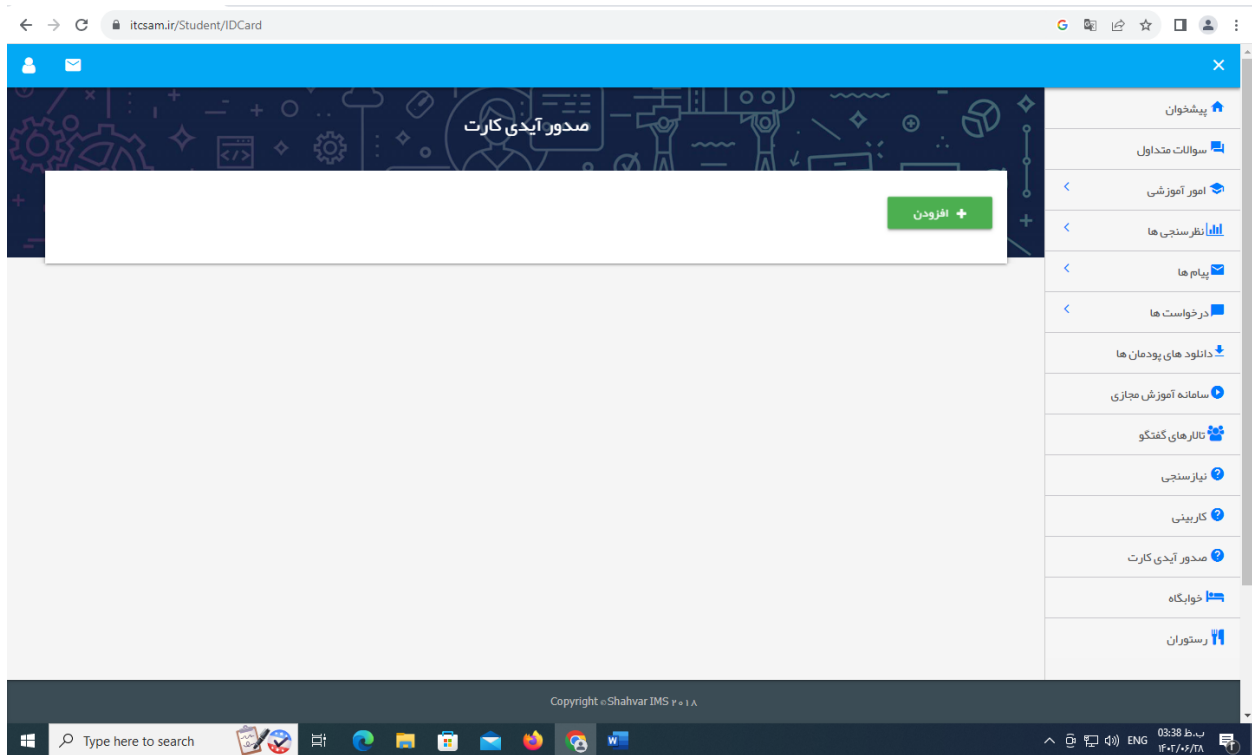 itcsam.ir/Student/IDCard
صدور آیدی کارت
+ افزودن
پیشخوان
سوالات متداول
امور آموزشی
نظرسنجی ها
پیام ها
درخواست ها
دانلود های پودمان ها
سامانه آموزش مجازی
تالارهای گفتگو
نیازسنجی
کاربینی
صدور آیدی کارت
خوابگاه
رستوران
Copyright © Shahvar IMS ۲۰۱۸
Type here to search
ENG
03:38 ب.ظ
۱۴۰۲/۰۶/۲۸